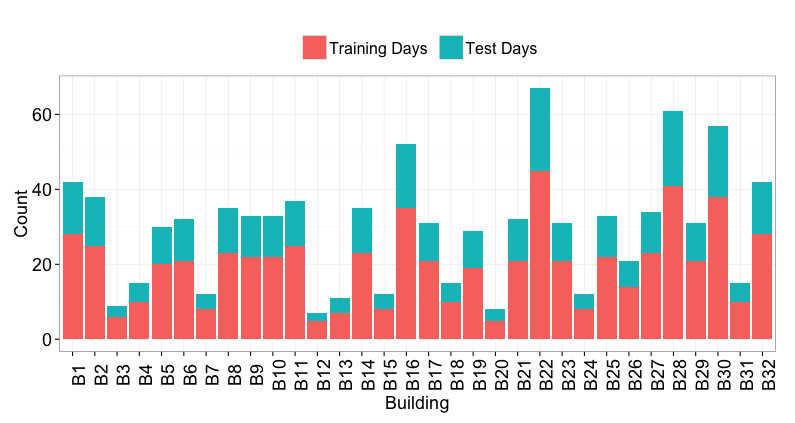 Training Days Test Days
60
40
20
0
Count
B1 B2 B3 B4 B5 B6 B7 B8 B9 B10 B11 B12 B13 B14 B15 B16 B17 B18 B19 B20 B21 B22 B23 B24 B25 B26 B27 B28 B29 B30 B31 B32
Building